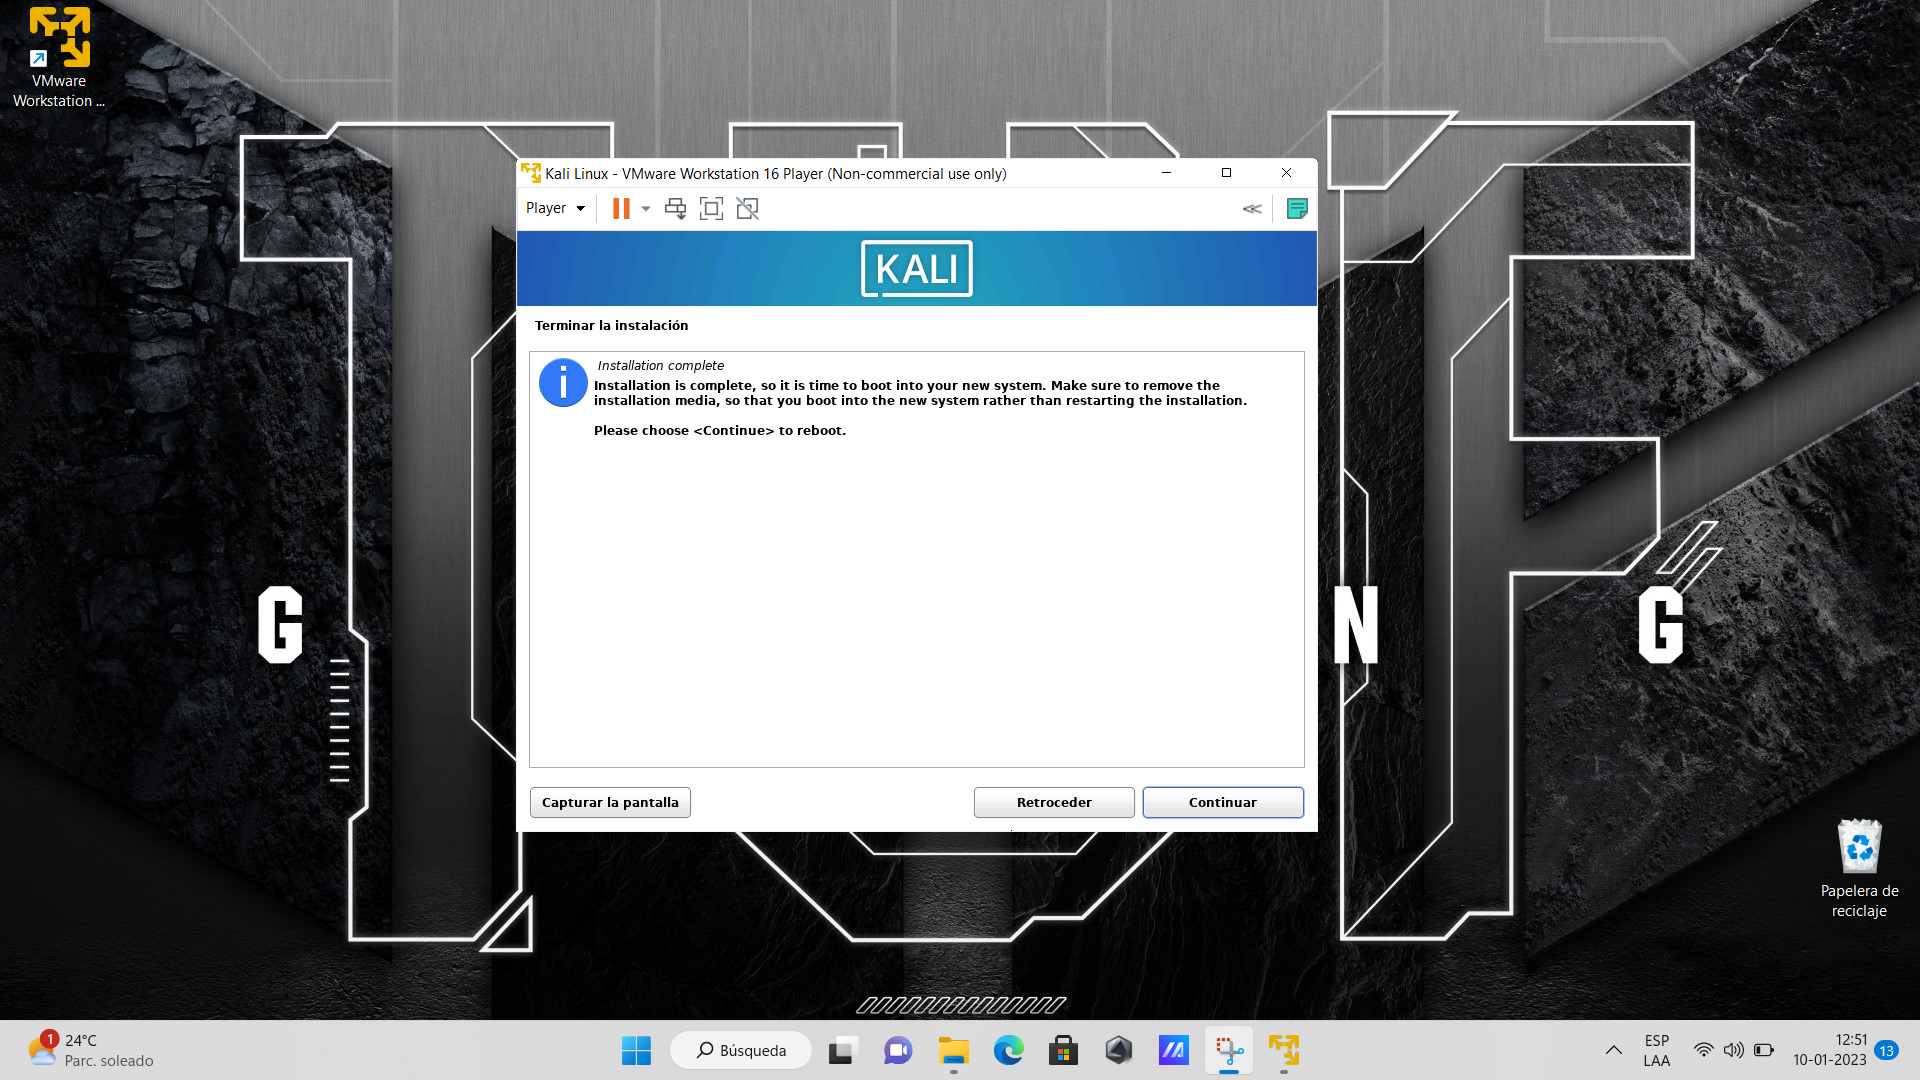 VMware
Workstation ...
Kali Linux - VMware Workstation 16 Player (Non-commercial use only)
Player
KALI
Terminar la instalación
Installation complete
Installation is complete, so it is time to boot into your new system. Make sure to remove the
installation media, so that you boot into the new system rather than restarting the installation.
Please choose <Continue> to reboot.
Capturar la pantalla
Retroceder
Continuar
G
N
G
Papelera de
reciclaje
1
24°C
Parc. soleado
Búsqueda
ESP
LAA
12:51
10-01-2023
13